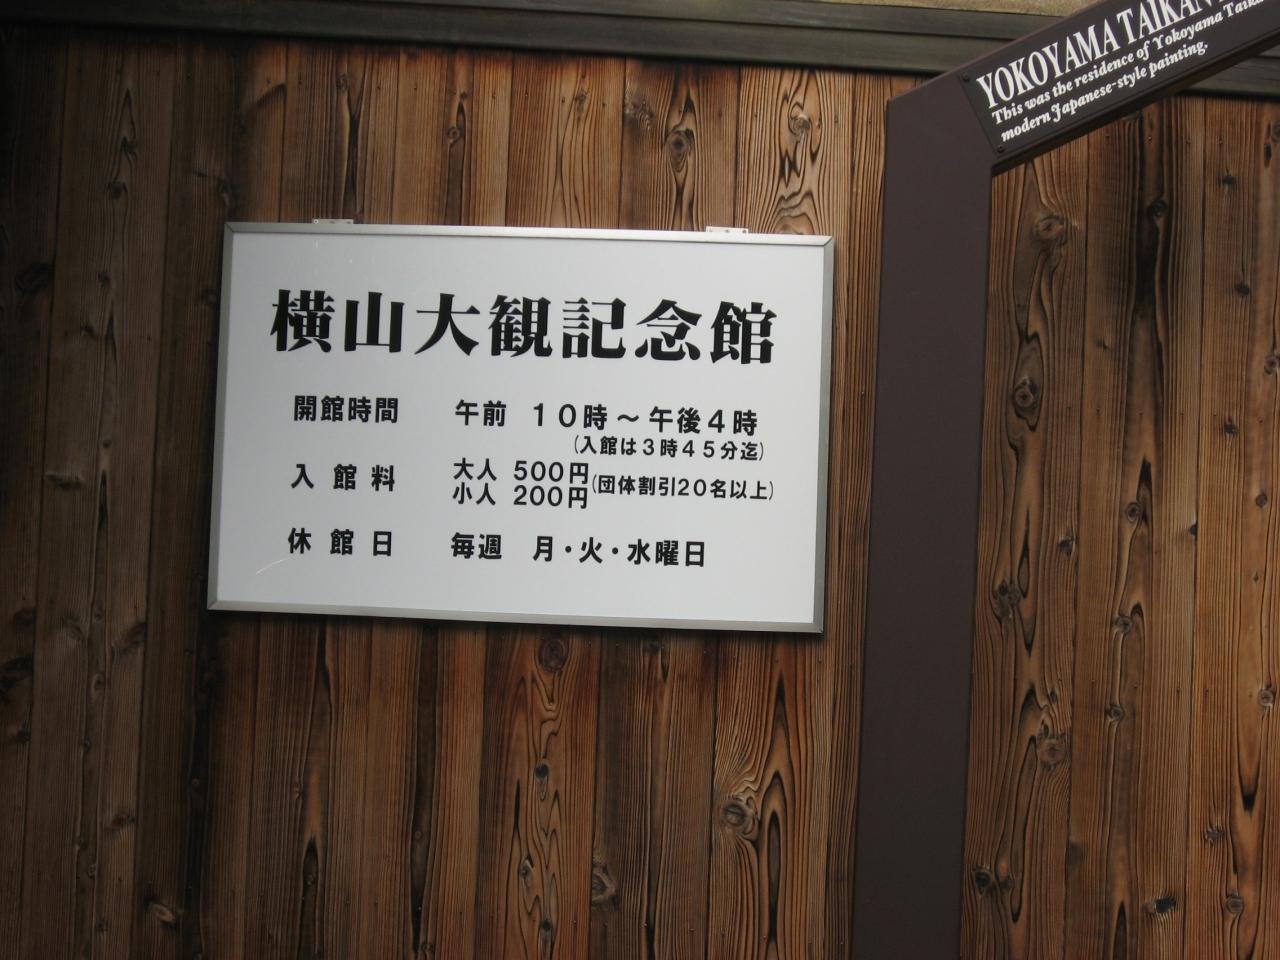 横山大観記念館
開館時間 午前 10時～午後4時
(入館は3時45分迄)
入館料 大人 500円
小人 200円
(団体割引20名以上)
休館日 毎週 月・火・水曜日
YOKOYAMA TAIKAN
This was the residence of Yokoyama Taika
modern Japanese-style painting.